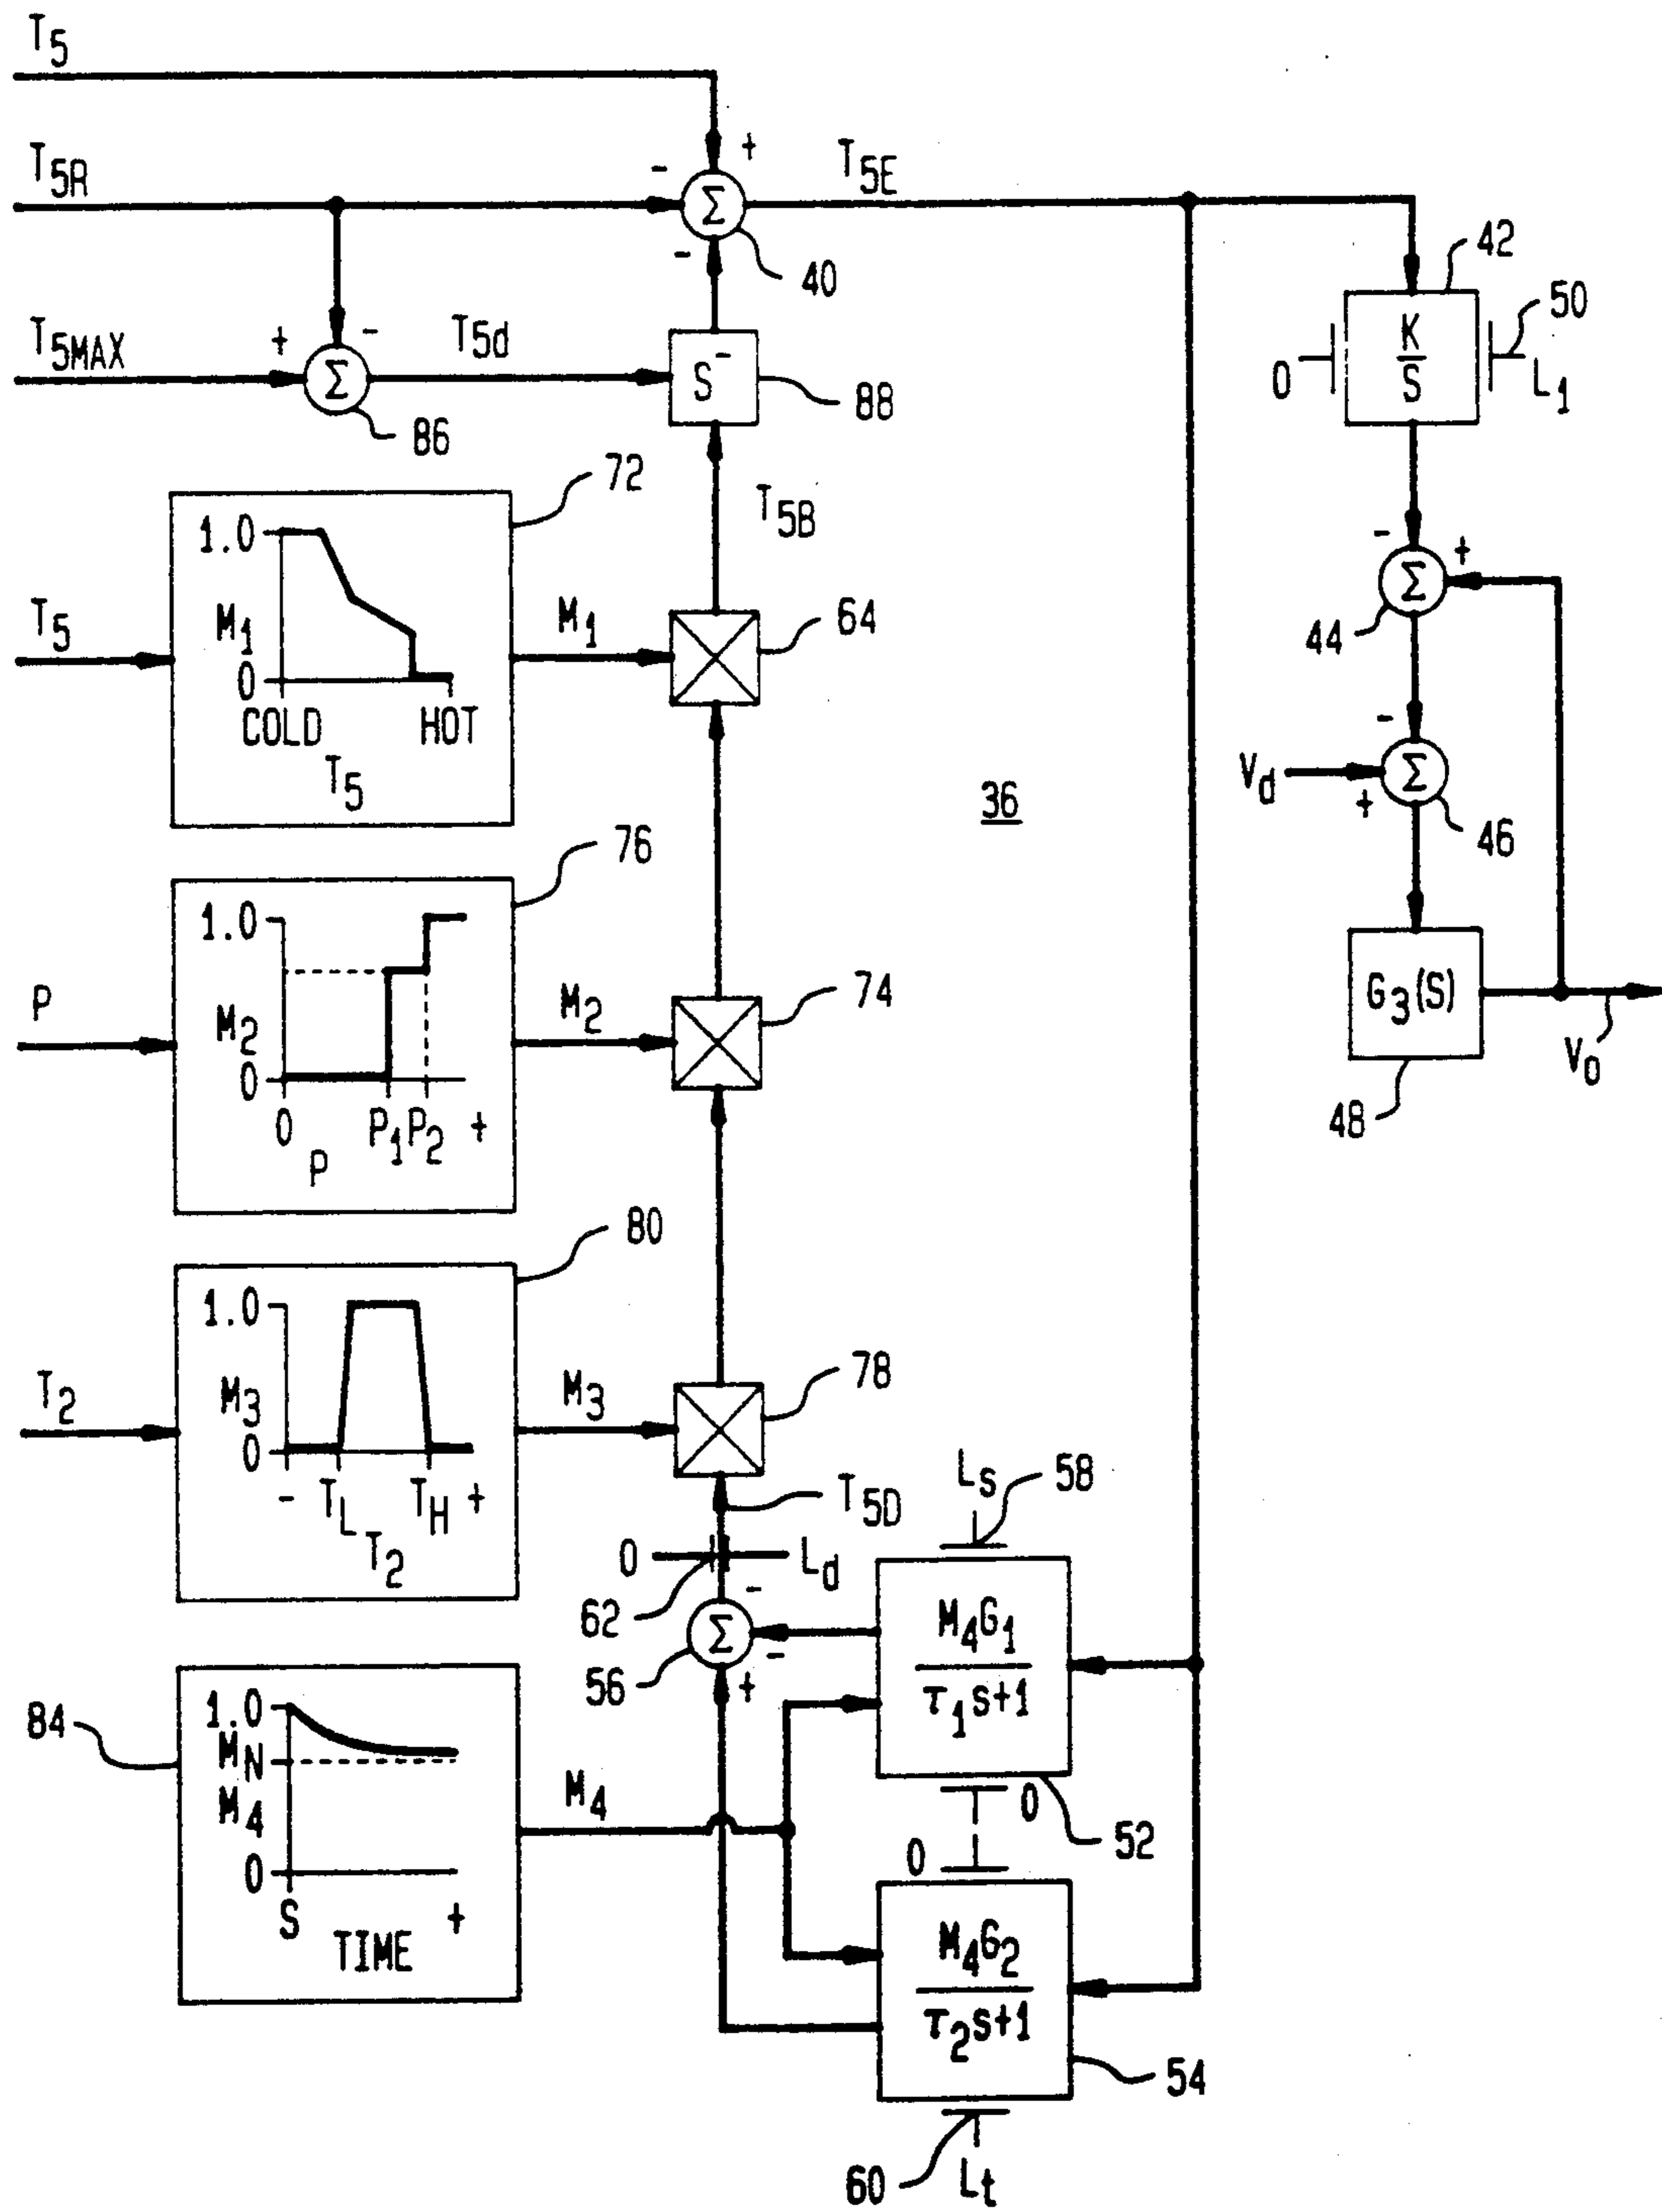 T5
T5R
T5E
+
-
Σ
-
40
42
50
0
K/S
L1
T5MAX
+
-
Σ
86
T5d
S-
88
T5B
-
+
Σ
44
72
1.0
M1
0
COLD
HOT
T5
T5
M1
64
36
-
Vd
+
Σ
46
76
1.0
M2
0
0
P1
P2
+
P
P
M2
74
G3(S)
48
Vo
80
1.0
M3
0
-
TL
TH
+
T2
T2
M3
78
T5D
0
Ld
62
-
Σ
-
56
+
Ls
58
M4G1
τ1s+1
0
52
84
1.0
MN
M4
0
S
+
TIME
M4
0
M4G2
τ2s+1
54
60
Lt